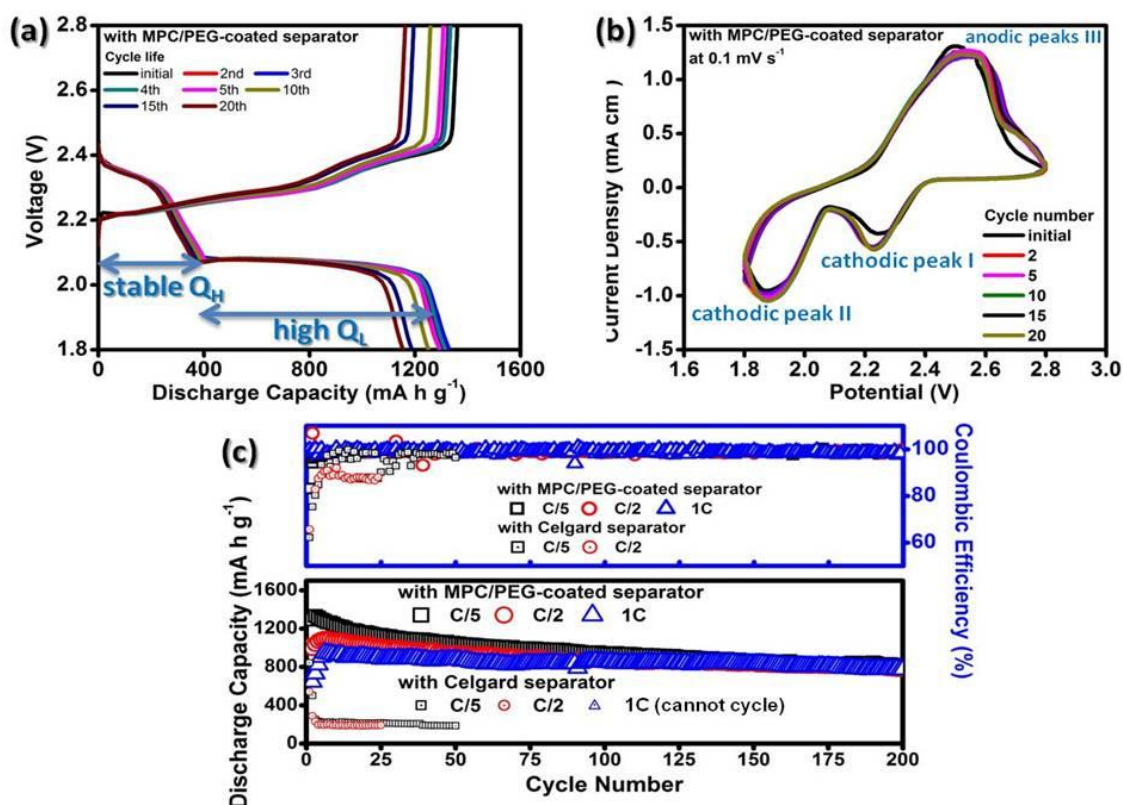 (a)
with MPC/PEG-coated separator
Cycle life
initial 2nd 3rd
4th 5th 10th
15th 20th
Voltage (V)
2.8
2.6
2.4
2.2
2.0
1.8
stable QH
high QL
0 400 800 1200 1600
Discharge Capacity (mA h g-1)
(b)
with MPC/PEG-coated separator
at 0.1 mV s-1
anodic peaks III
Current Density (mA cm )
1.5
1.0
0.5
0.0
-0.5
-1.0
-1.5
cathodic peak I
cathodic peak II
Cycle number
initial
2
5
10
15
20
1.6 1.8 2.0 2.2 2.4 2.6 2.8 3.0
Potential (V)
(c)
with MPC/PEG-coated separator
C/5 C/2 1C
with Celgard separator
C/5 C/2
100
80
60
Coulombic Efficiency (%)
Discharge Capacity (mA h g-1)
1600
1200
800
400
0
with MPC/PEG-coated separator
C/5 C/2 1C
with Celgard separator
C/5 C/2 1C (cannot cycle)
0 25 50 75 100 125 150 175 200
Cycle Number